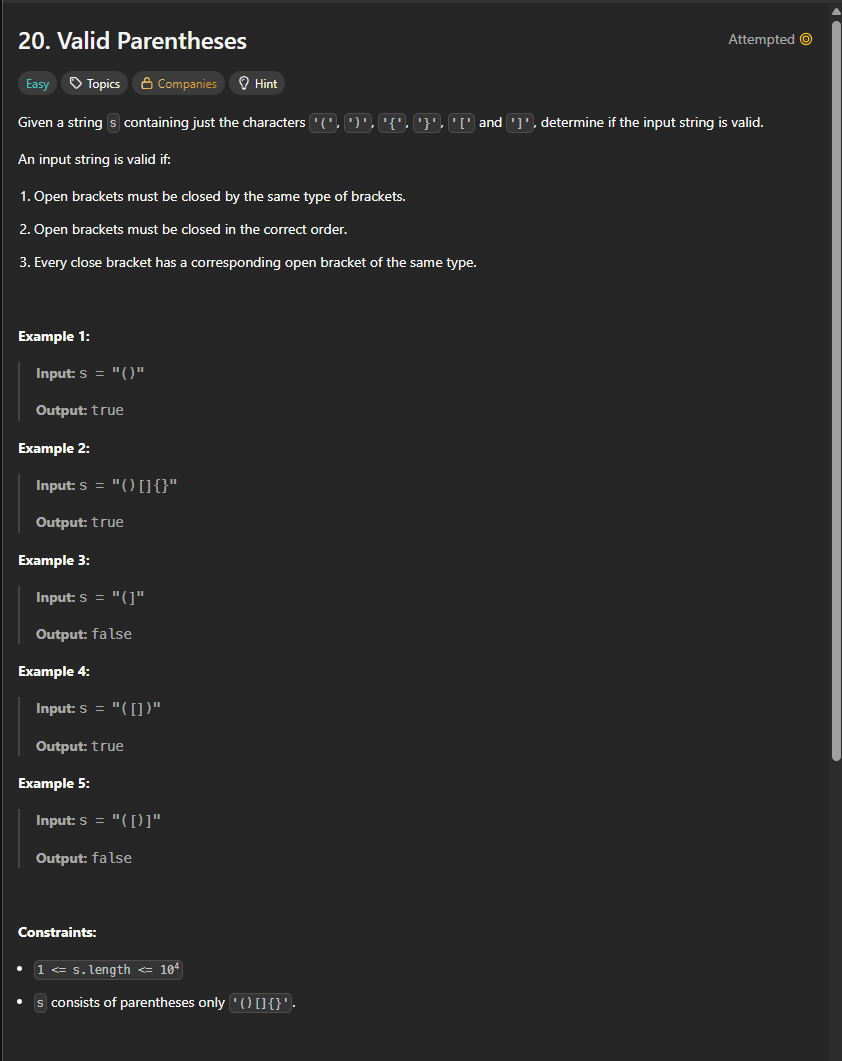 20. Valid Parentheses
Attempted
Easy Topics Companies Hint
Given a string s containing just the characters '(', ')', '{', '}', '[' and ']', determine if the input string is valid.
An input string is valid if:
1. Open brackets must be closed by the same type of brackets.
2. Open brackets must be closed in the correct order.
3. Every close bracket has a corresponding open bracket of the same type.
Example 1:
Input: s = "()"
Output: true
Example 2:
Input: s = "()[]{}"
Output: true
Example 3:
Input: s = "(]"
Output: false
Example 4:
Input: s = "([])"
Output: true
Example 5:
Input: s = "([)]"
Output: false
Constraints:
• 1 <= s.length <= 10⁴
• s consists of parentheses only '()[]{}'.